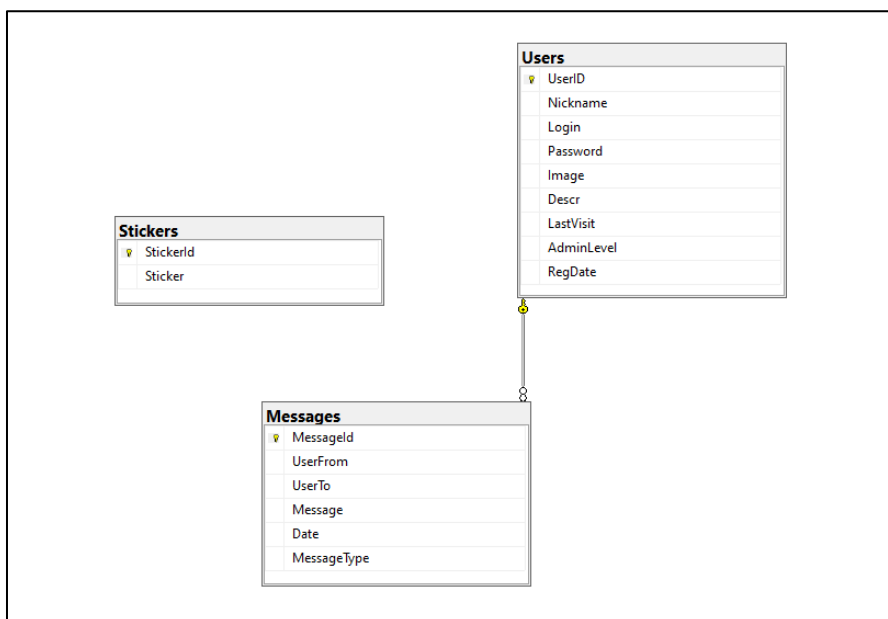 Users
UserID
Nickname
Login
Password
Image
Descr
LastVisit
AdminLevel
RegDate
Stickers
StickerId
Sticker
Messages
MessageId
UserFrom
UserTo
Message
Date
MessageType